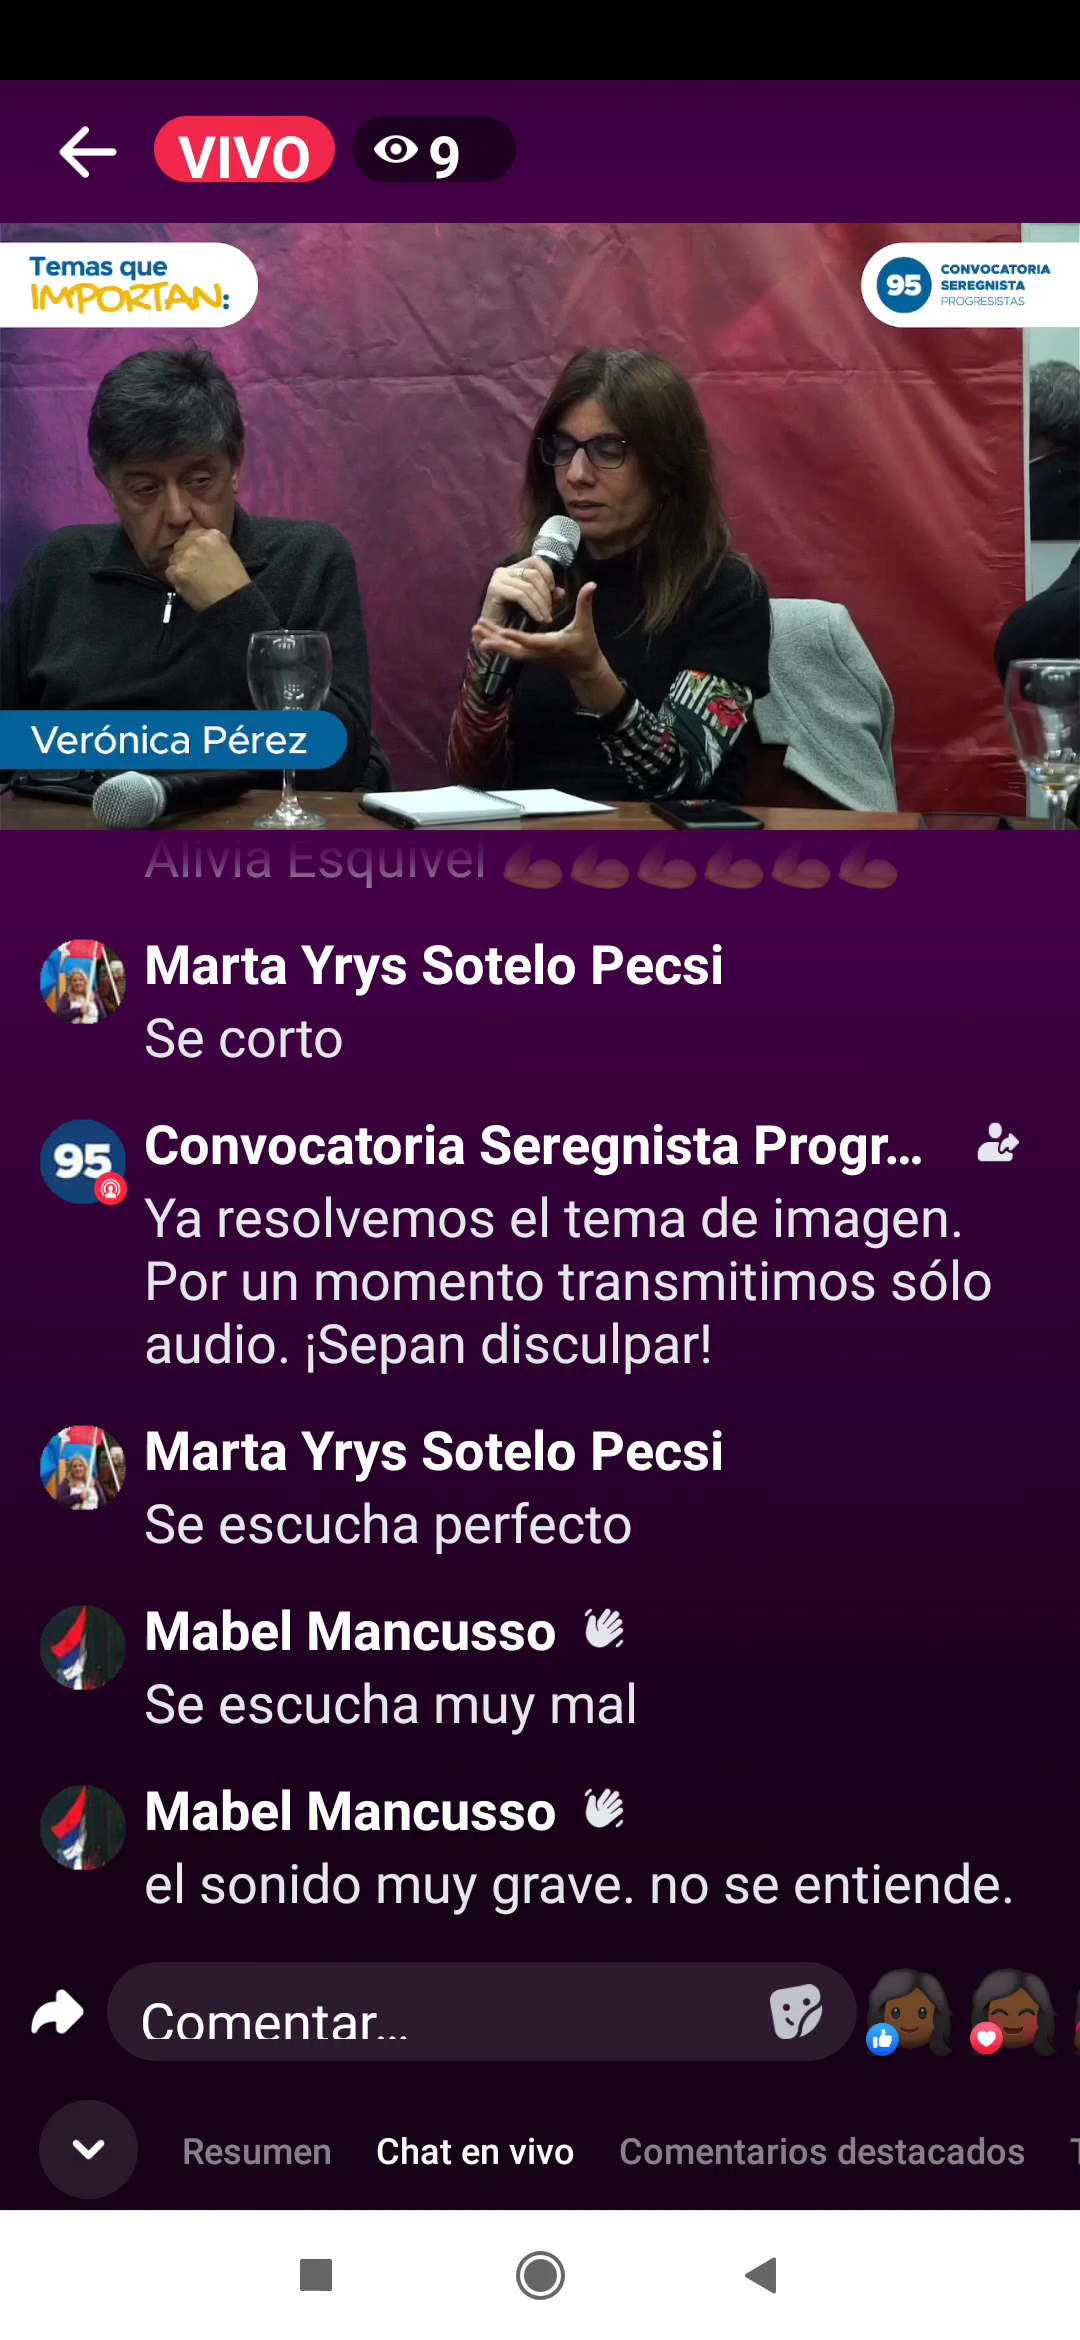 VIVO
9
Temas que
IMPORTAN:
95
CONVOCATORIA
SEREGNISTA
PROGRESISTAS
Verónica Pérez
Alivia Esquivel 💪💪💪💪💪💪
Marta Yrys Sotelo Pecsi
Se corto
95
Convocatoria Seregnista Progr...
Ya resolvemos el tema de imagen.
Por un momento transmitimos sólo
audio. ¡Sepan disculpar!
Marta Yrys Sotelo Pecsi
Se escucha perfecto
Mabel Mancusso 👋
Se escucha muy mal
Mabel Mancusso 👋
el sonido muy grave. no se entiende.
Comentar...
Resumen
Chat en vivo
Comentarios destacados
T